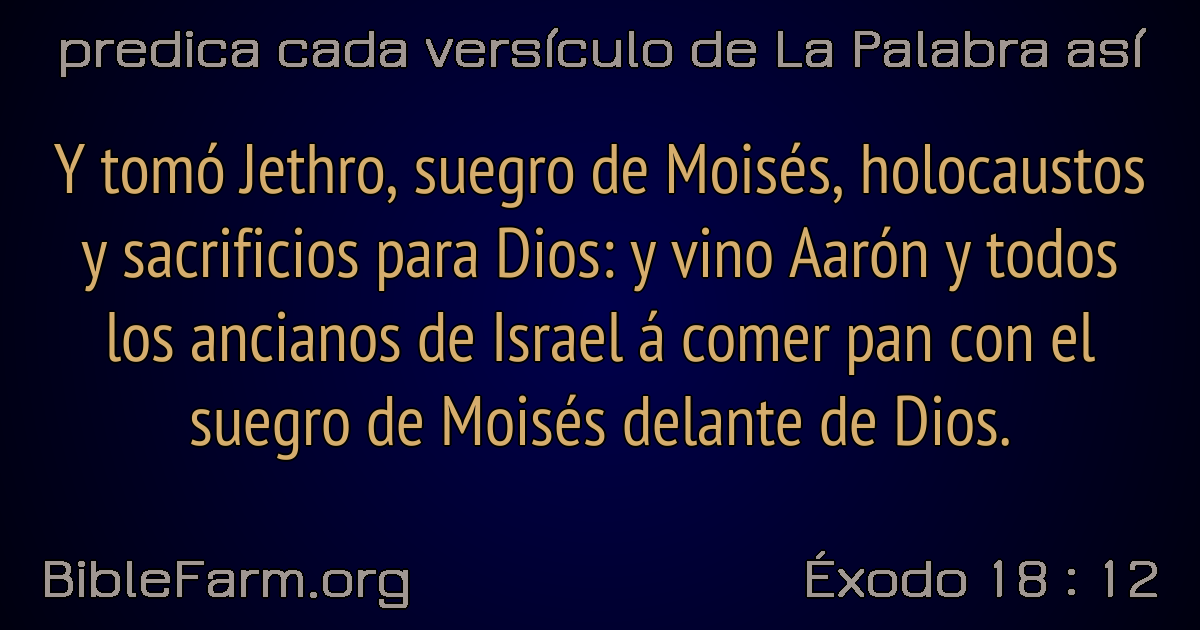 predica cada versículo de La Palabra así
Y tomó Jethro, suegro de Moisés, holocaustos
y sacrificios para Dios: y vino Aarón y todos
los ancianos de Israel á comer pan con el
suegro de Moisés delante de Dios.
BibleFarm.org
Éxodo 18 : 12